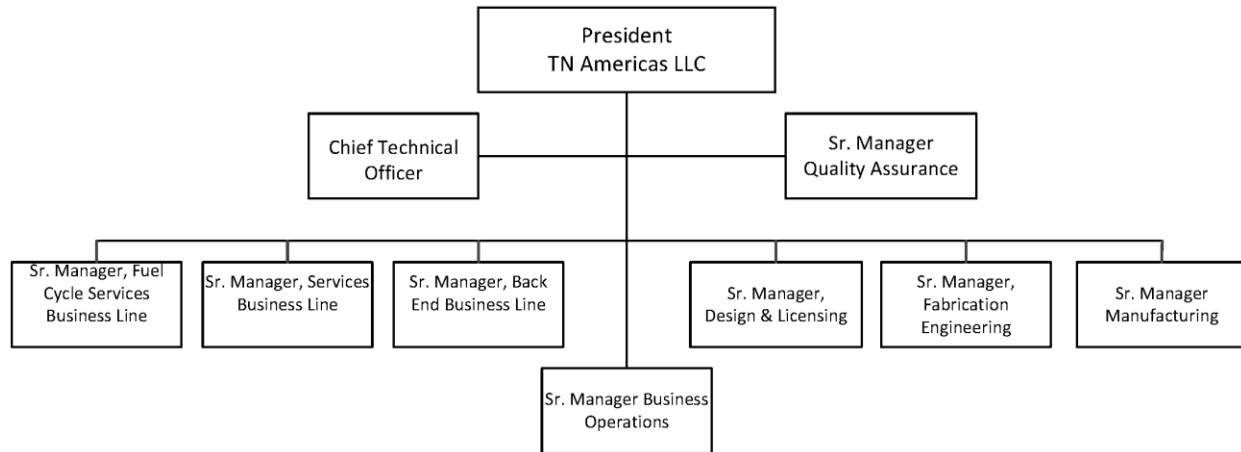 President
TN Americas LLC
Chief Technical
Officer
Sr. Manager
Quality Assurance
Sr. Manager, Fuel
Cycle Services
Business Line
Sr. Manager, Services
Business Line
Sr. Manager, Back
End Business Line
Sr. Manager,
Design & Licensing
Sr. Manager,
Fabrication
Engineering
Sr. Manager
Manufacturing
Sr. Manager Business
Operations